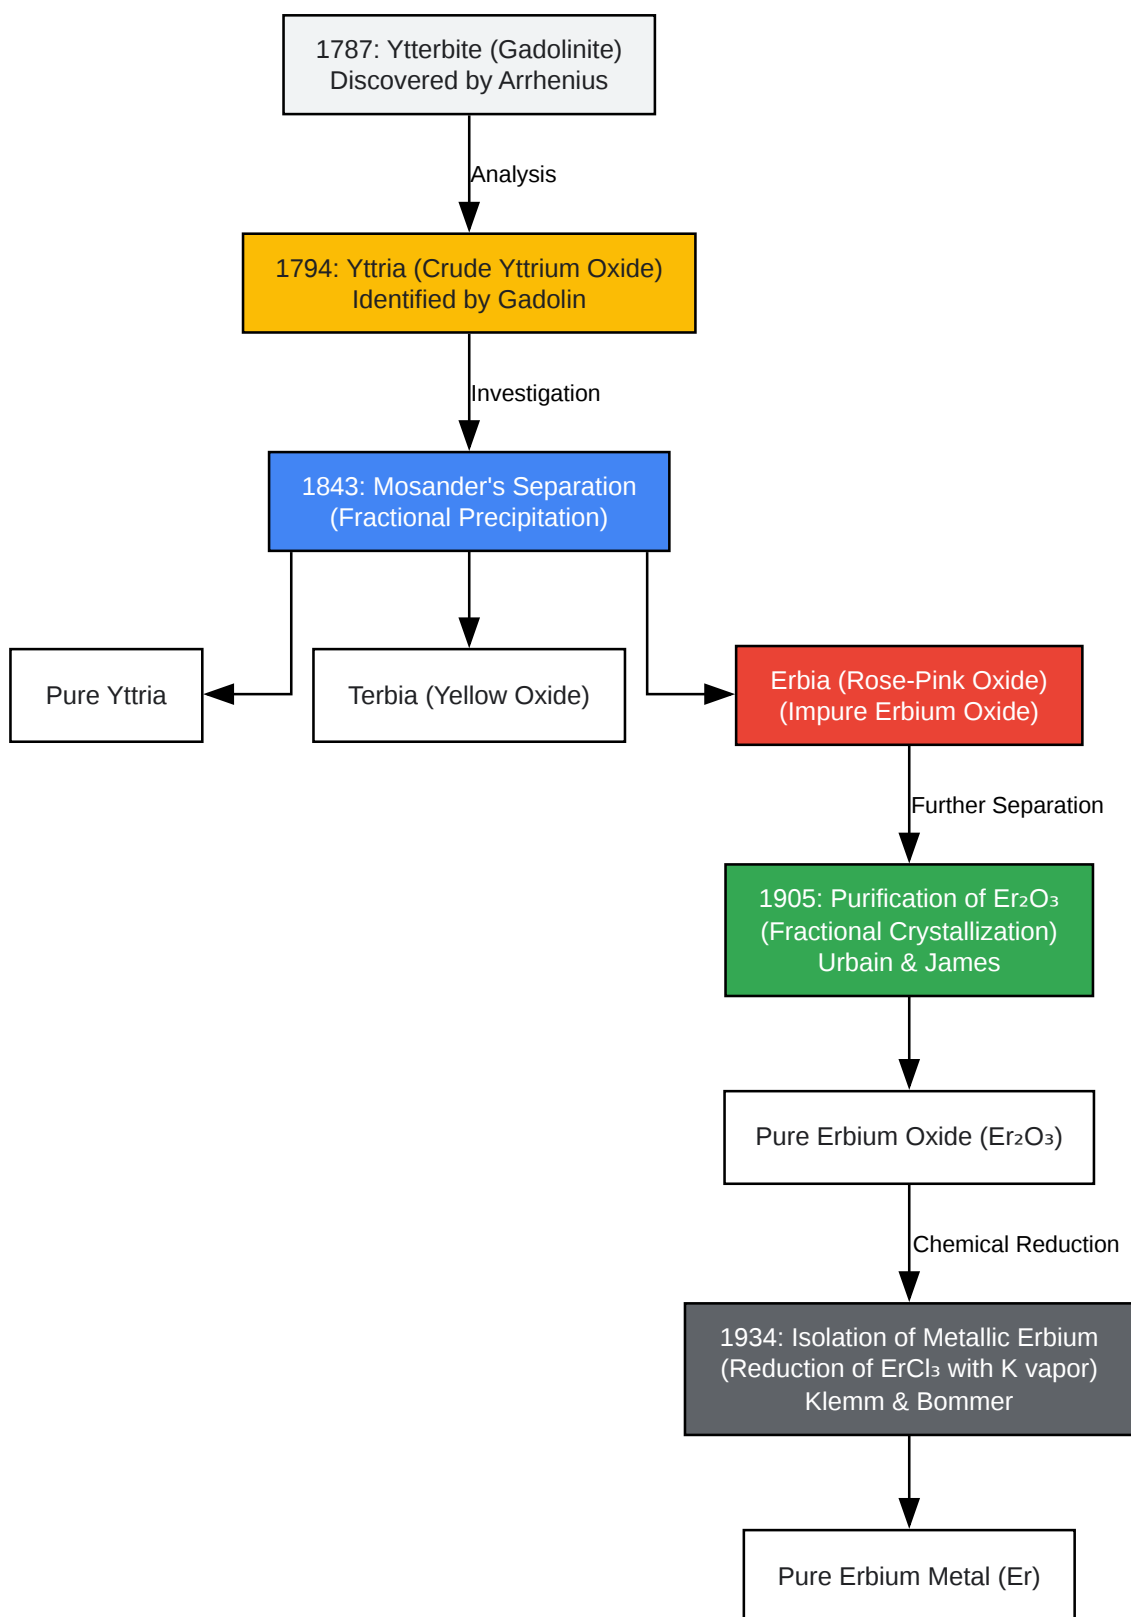 1787: Ytterbite (Gadolinite)
Discovered by Arrhenius
Analysis
1794: Yttria (Crude Yttrium Oxide)
Identified by Gadolin
Investigation
1843: Mosander's Separation
(Fractional Precipitation)
Pure Yttria
Terbia (Yellow Oxide)
Erbia (Rose-Pink Oxide)
(Impure Erbium Oxide)
Further Separation
1905: Purification of Er₂O₃
(Fractional Crystallization)
Urbain & James
Pure Erbium Oxide (Er₂O₃)
Chemical Reduction
1934: Isolation of Metallic Erbium
(Reduction of ErCl₃ with K vapor)
Klemm & Bommer
Pure Erbium Metal (Er)